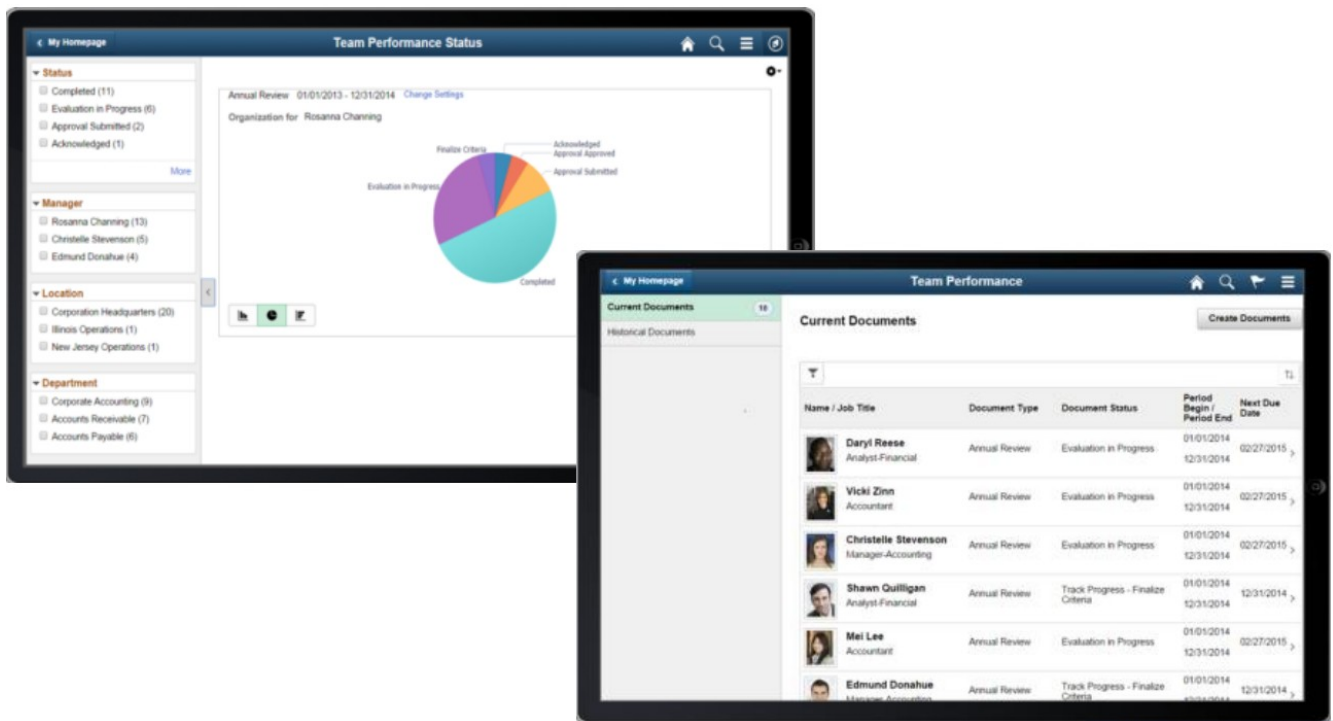 My Homepage
Team Performance Status
Status
Completed (11)
Evaluation in Progress (6)
Approval Submitted (2)
Acknowledged (1)
More
Manager
Rosanna Channing (13)
Christelle Stevenson (5)
Edmund Donahue (4)
Location
Corporation Headquarters (20)
Illinois Operations (1)
New Jersey Operations (1)
Department
Corporate Accounting (9)
Accounts Receivable (7)
Accounts Payable (6)
Annual Review 01/01/2013 - 12/31/2014 Change Settings
Organization for Rosanna Channing
Finalize Criteria
Acknowledged
Approval Approved
Approval Submitted
Evaluation in Progress
Completed
My Homepage
Team Performance
Current Documents 18
Historical Documents
Current Documents
Create Documents
Name / Job Title
Document Type
Document Status
Period
Begin /
Period End
Next Due
Date
Daryl Reese
Analyst-Financial
Annual Review
Evaluation in Progress
01/01/2014
12/31/2014
02/27/2015
Vicki Zinn
Accountant
Annual Review
Evaluation in Progress
01/01/2014
12/31/2014
02/27/2015
Christelle Stevenson
Manager-Accounting
Annual Review
Evaluation in Progress
01/01/2014
12/31/2014
02/27/2015
Shawn Quilligan
Analyst-Financial
Annual Review
Track Progress - Finalize
Criteria
01/01/2014
12/31/2014
12/31/2014
Mei Lee
Accountant
Annual Review
Evaluation in Progress
01/01/2014
12/31/2014
02/27/2015
Edmund Donahue
Manager-Accounting
Annual Review
Track Progress - Finalize
Criteria
01/01/2014
12/31/2014
12/31/2014